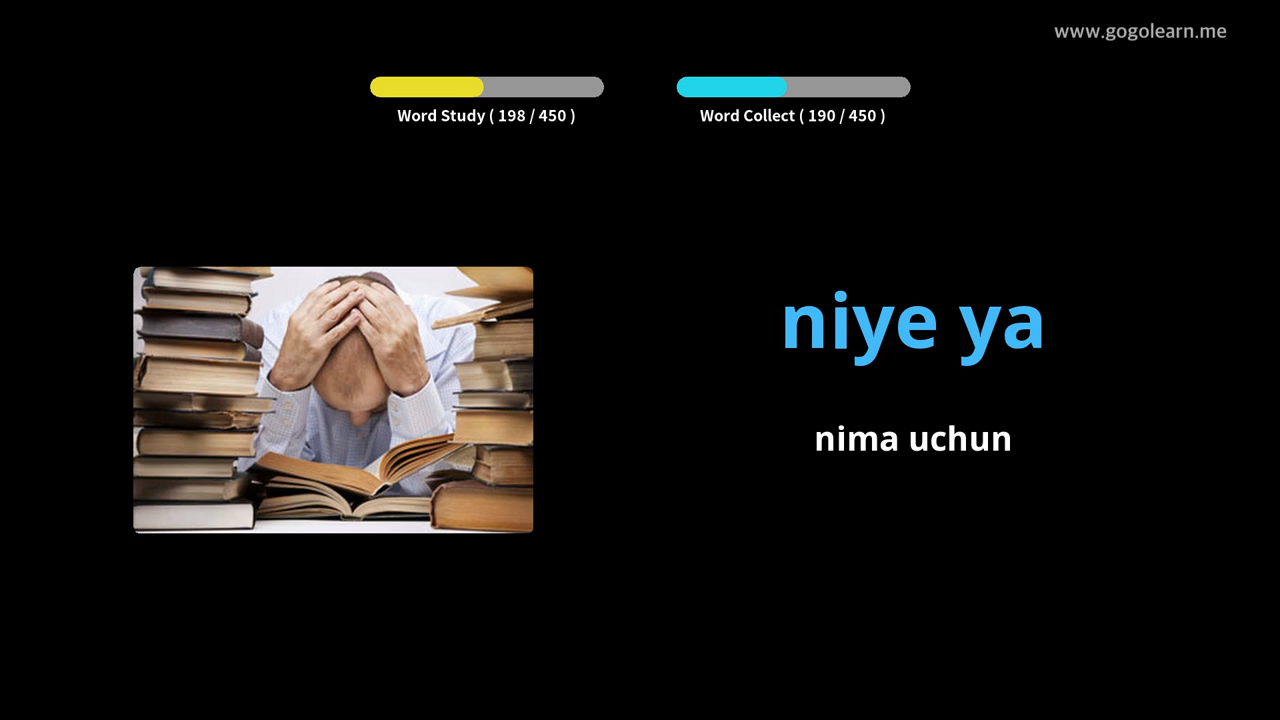 www.gogolearn.me
Word Study ( 198 / 450 )
Word Collect ( 190 / 450 )
niye ya
nima uchun